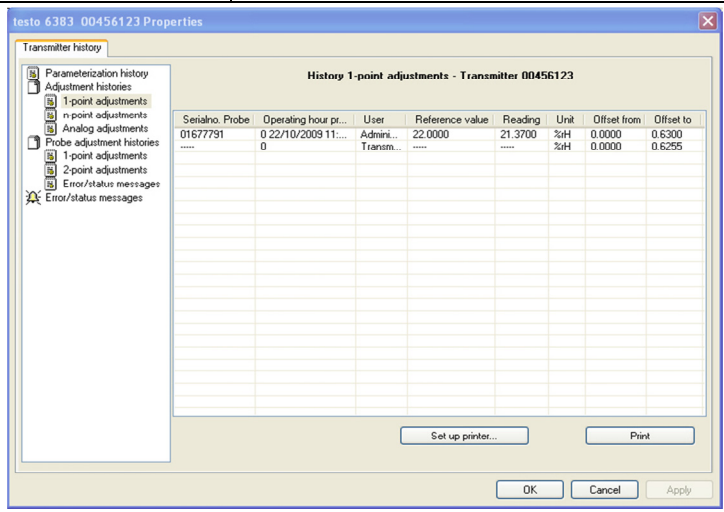 testo 6383 00456123 Properties
Transmitter history
Parameterization history
Adjustment histories
1-point adjustments
n-point adjustments
Analog adjustments
Probe adjustment histories
1-point adjustments
2-point adjustments
Error/status messages
Error/status messages
History 1-point adjustments - Transmitter 00456123
Serialno. Probe Operating hour pr... User Reference value Reading Unit Offset from Offset to
01677791 0 22/10/2009 11:... Admini... 22.0000 21.3700 %rH 0.0000 0.6300
----- 0 Transm... ----- ----- %rH 0.0000 0.6255
Set up printer... Print
OK Cancel Apply